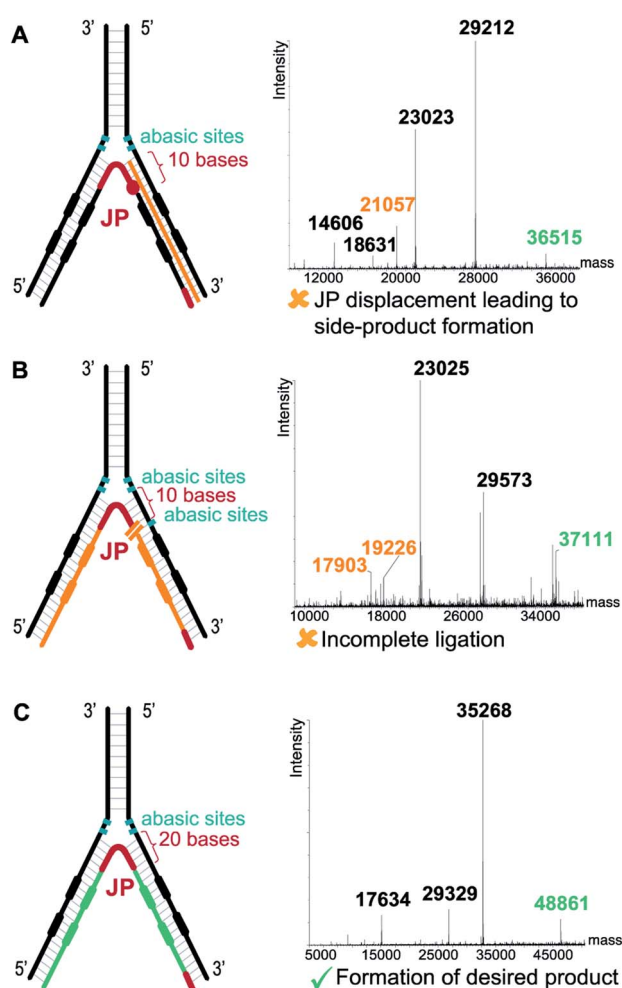 A
3'
5'
abasic sites
10 bases
JP
5'
3'
Intensity
29212
23023
21057
14606
18631
36515
12000 20000 28000 36000 mass
JP displacement leading to
side-product formation
B
3'
5'
abasic sites
10 bases
abasic sites
JP
5'
3'
Intensity
23025
29573
37111
19226
17903
10000 18000 26000 34000 mass
Incomplete ligation
C
3'
5'
abasic sites
20 bases
JP
5'
3'
Intensity
35268
17634
29329
48861
5000 15000 25000 35000 45000 mass
Formation of desired product